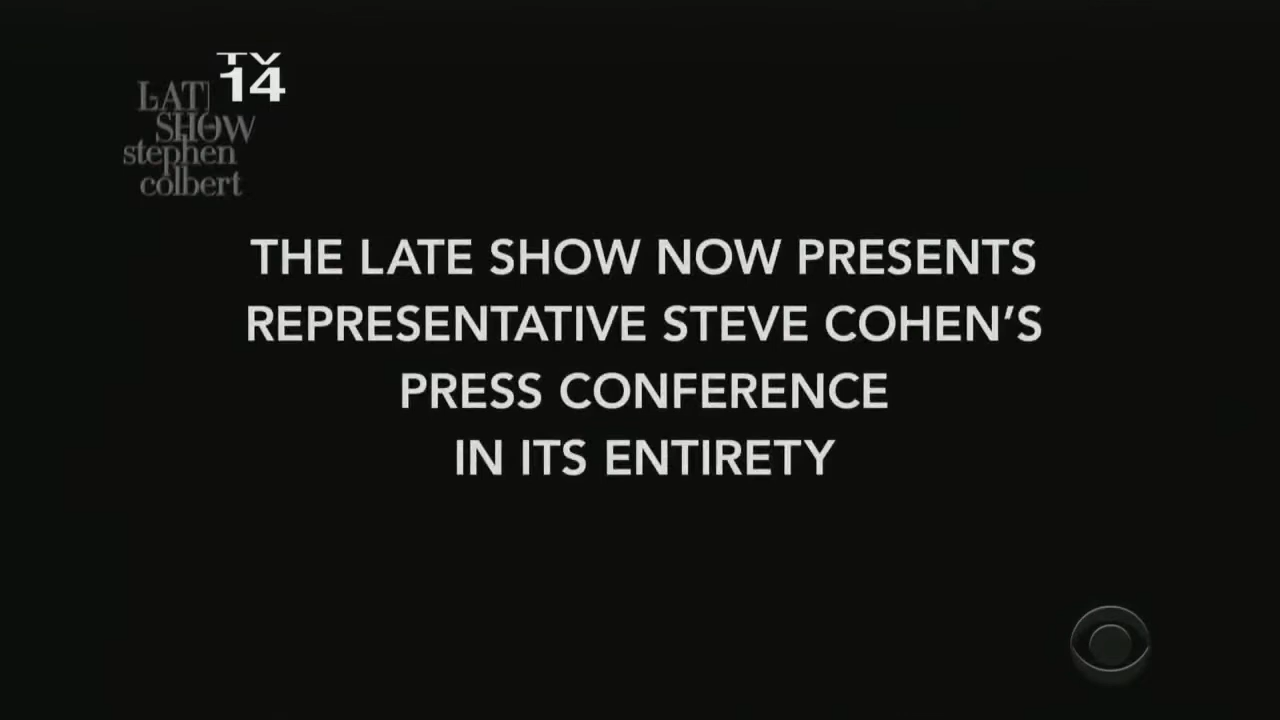 TV
14
LATE
SHOW
stephen
colbert
THE LATE SHOW NOW PRESENTS
REPRESENTATIVE STEVE COHEN’S
PRESS CONFERENCE
IN ITS ENTIRETY